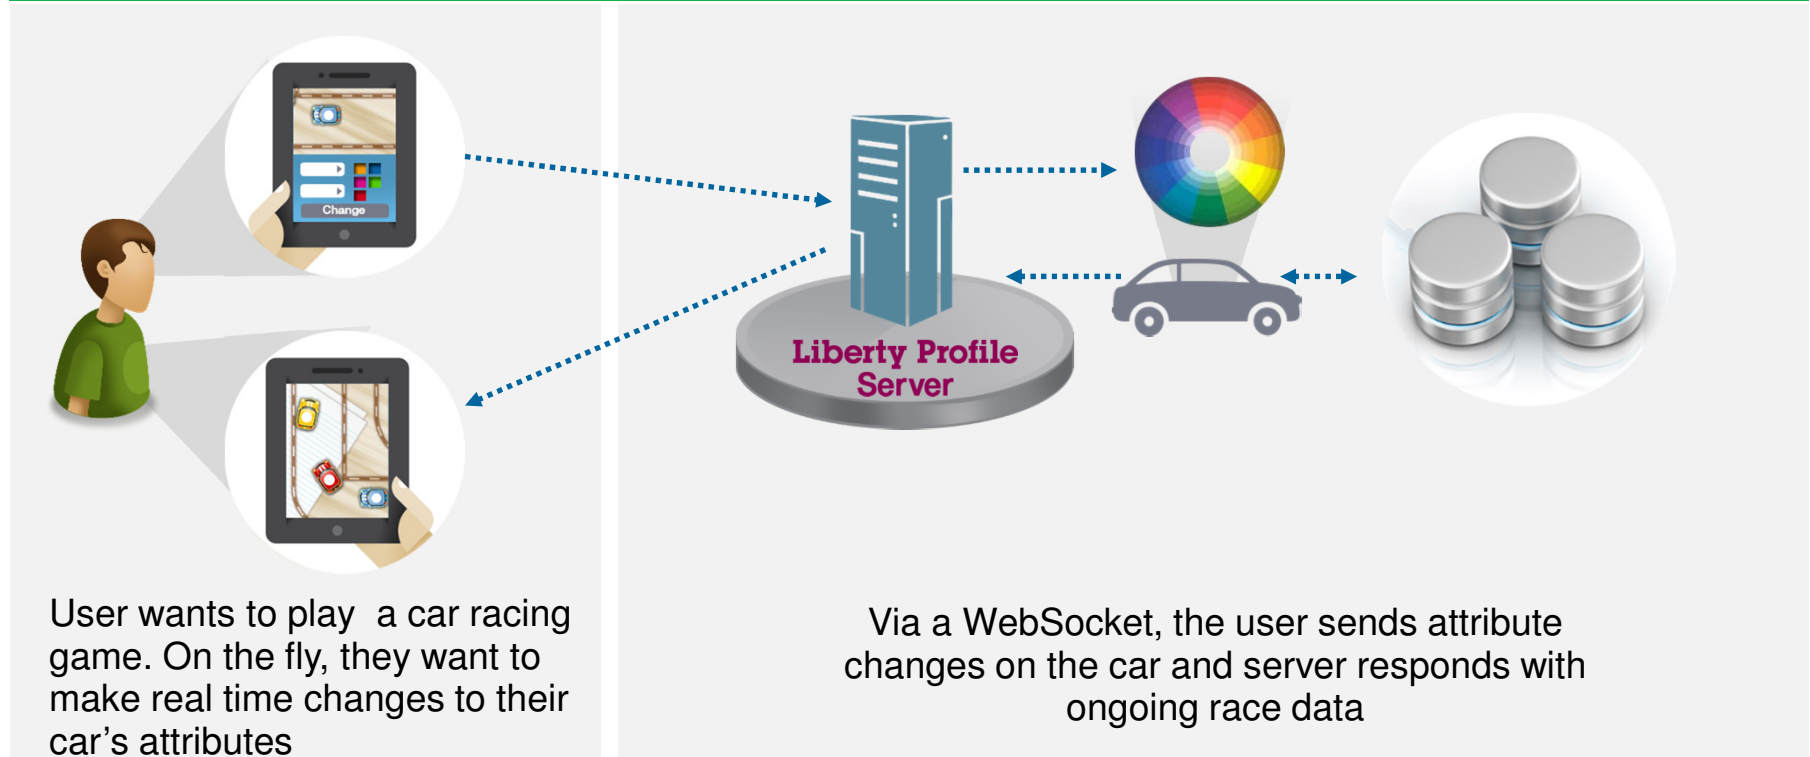 Change
Liberty Profile
Server
User wants to play  a car racing
game. On the fly, they want to
make real time changes to their
car’s attributes
Via a WebSocket, the user sends attribute
changes on the car and server responds with
ongoing race data